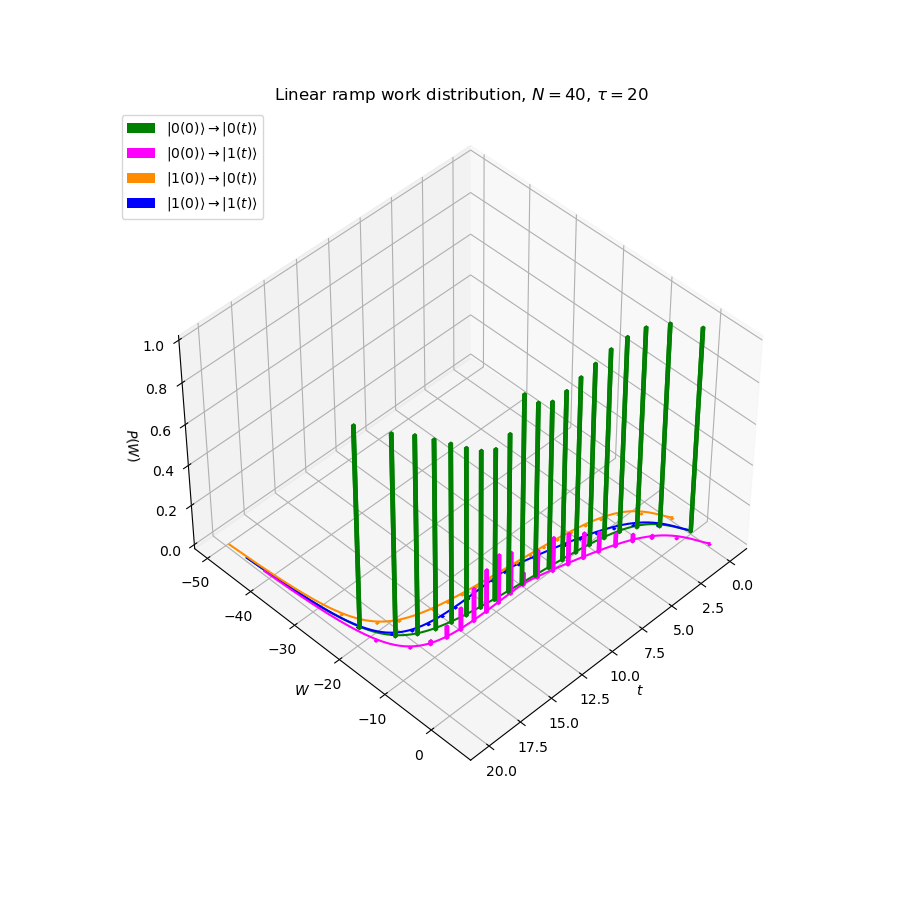 Linear ramp work distribution, $N = 40$, $\tau = 20$
|0(0)⟩ → |0(t)⟩
|0(0)⟩ → |1(t)⟩
|1(0)⟩ → |0(t)⟩
|1(0)⟩ → |1(t)⟩
1.0
0.8
0.6
0.4
0.2
0.0
P(W)
−50
−40
−30
−20
−10
0
W
0.0
2.5
5.0
7.5
10.0
12.5
15.0
17.5
20.0
t